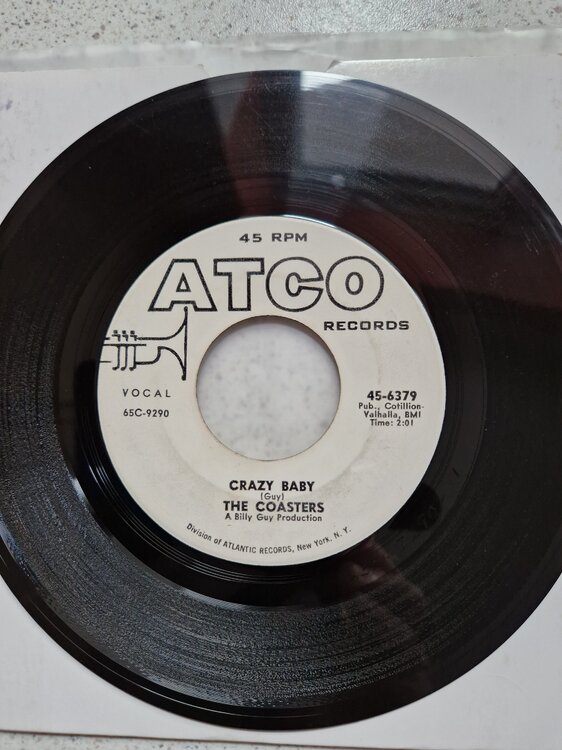 45 RPM
ATCO
RECORDS
VOCAL
65C-9290
45-6379
Pub., Cotillion-
Valhalla, BMI
Time: 2:01
CRAZY BABY
(Guy)
THE COASTERS
A Billy Guy Production
Division of ATLANTIC RECORDS, New York, N. Y.